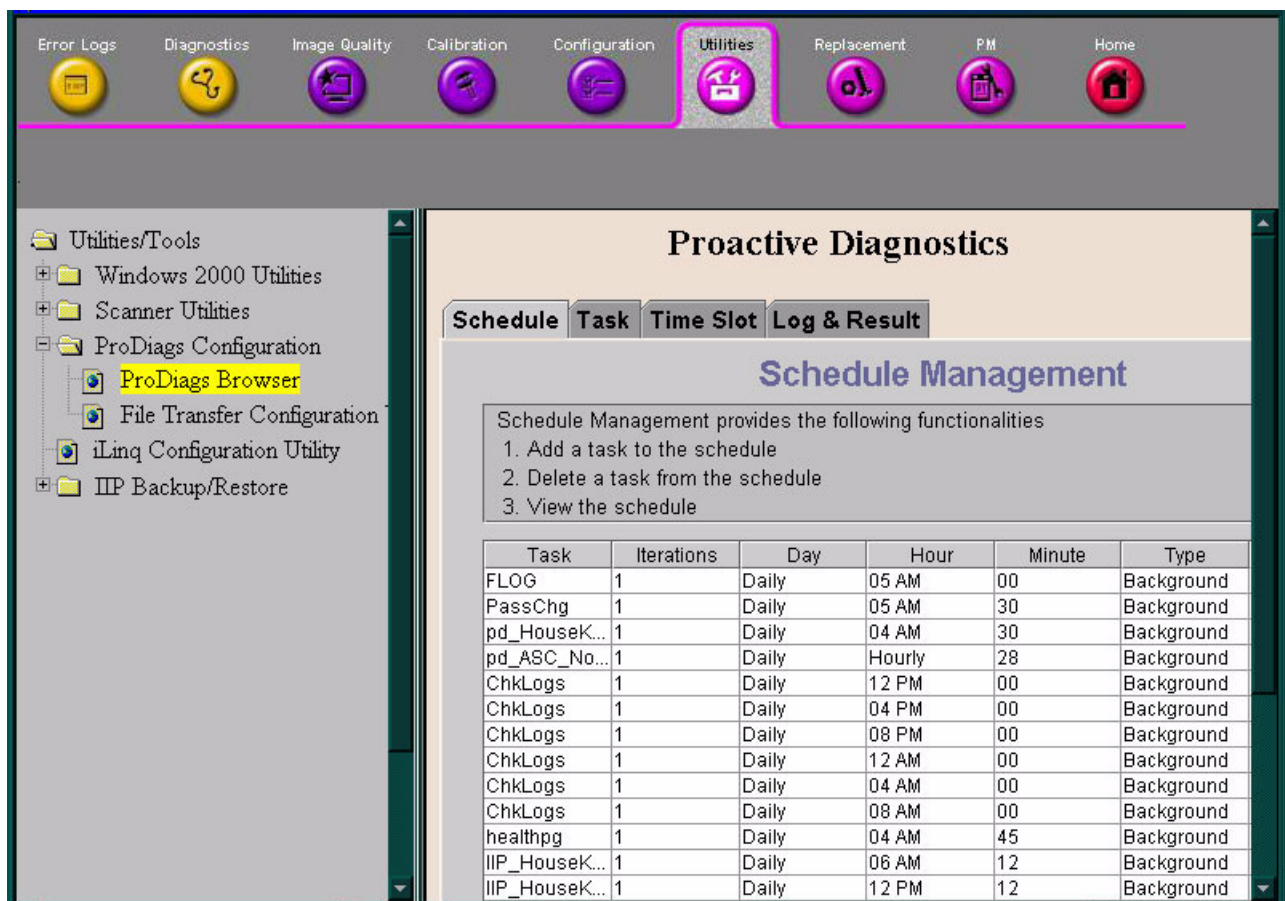 Error Logs Diagnostics Image Quality Calibration Configuration Utilities Replacement PM Home
Utilities/Tools
Windows 2000 Utilities
Scanner Utilities
ProDiags Configuration
ProDiags Browser
File Transfer Configuration
iLinq Configuration Utility
IIP Backup/Restore
Proactive Diagnostics
Schedule Task Time Slot Log & Result
Schedule Management
Schedule Management provides the following functionalities
1. Add a task to the schedule
2. Delete a task from the schedule
3. View the schedule
Task Iterations Day Hour Minute Type
FLOG 1 Daily 05 AM 00 Background
PassChg 1 Daily 05 AM 30 Background
pd_HouseK... 1 Daily 04 AM 30 Background
pd_ASC_No... 1 Daily Hourly 28 Background
ChkLogs 1 Daily 12 PM 00 Background
ChkLogs 1 Daily 04 PM 00 Background
ChkLogs 1 Daily 08 PM 00 Background
ChkLogs 1 Daily 12 AM 00 Background
ChkLogs 1 Daily 04 AM 00 Background
ChkLogs 1 Daily 08 AM 00 Background
healthpg 1 Daily 04 AM 45 Background
IIP_HouseK... 1 Daily 06 AM 12 Background
IIP_HouseK... 1 Daily 12 PM 12 Background